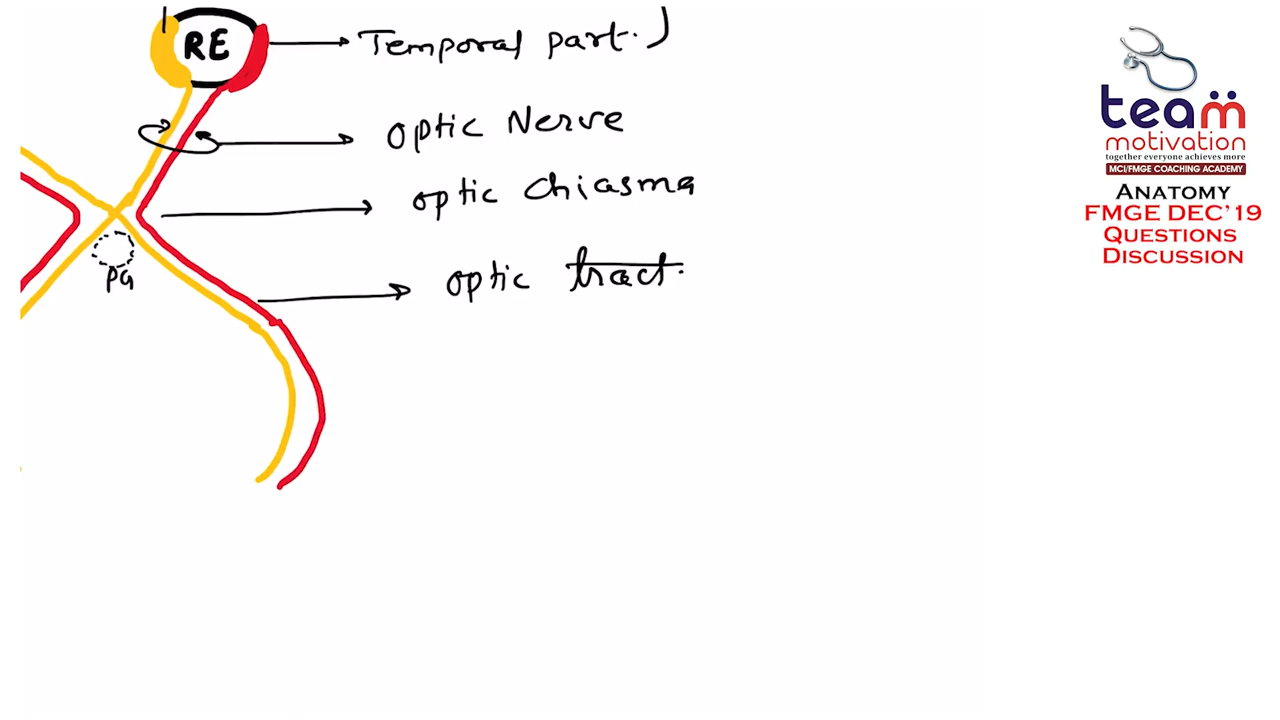 RE
Temporal part.)
optic Nerve
optic chiasma
PG
optic tract.
team
motivation
together everyone achieves more
MCI/FMGE COACHING ACADEMY
ANATOMY
FMGE DEC'19
QUESTIONS
DISCUSSION